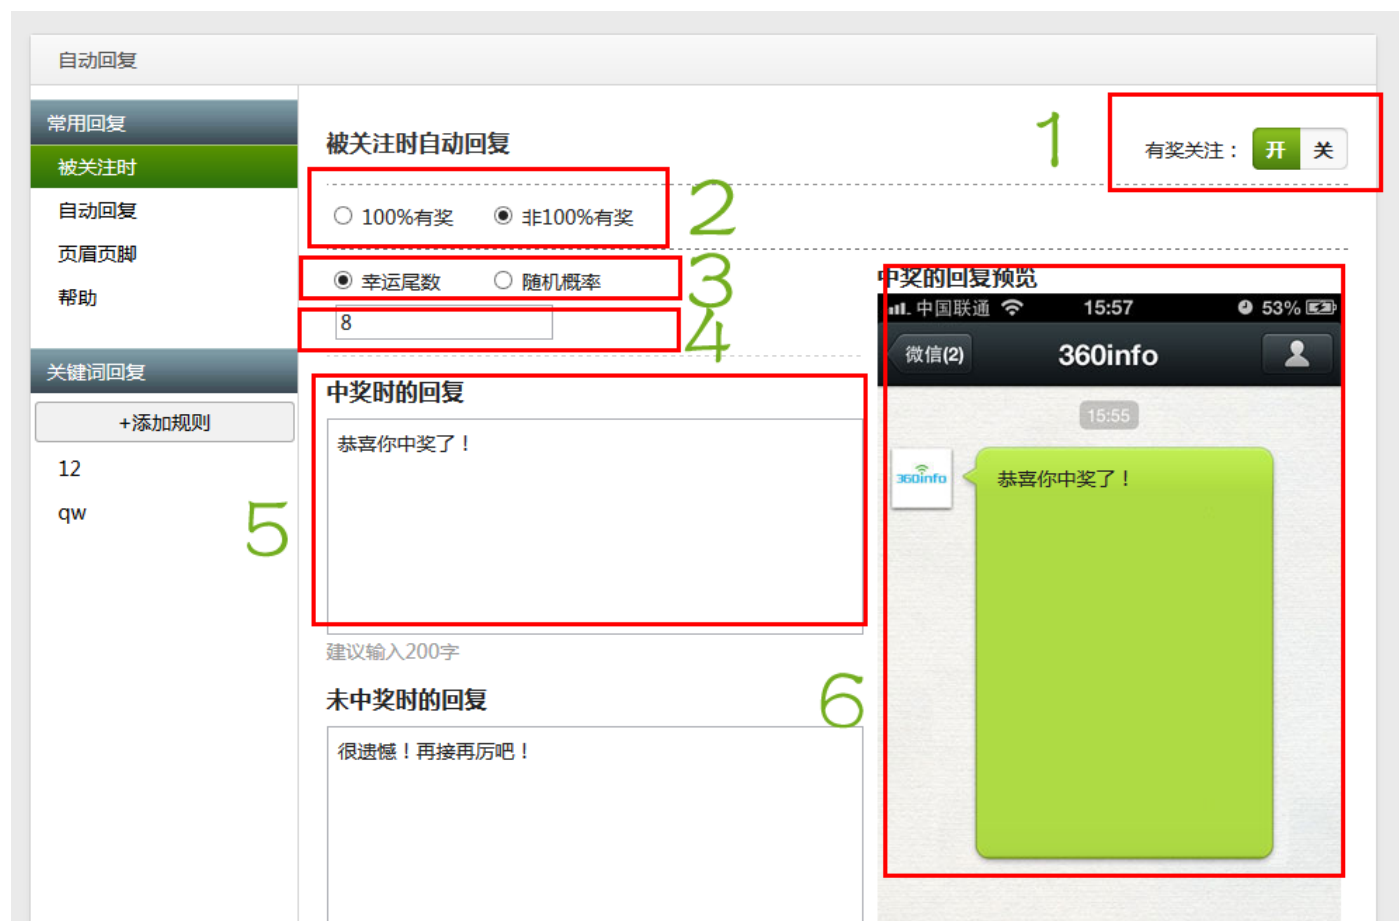 自动回复
常用回复
被关注时
自动回复
页眉页脚
帮助
关键词回复
+添加规则
12
qw
5
被关注时自动回复
1
有奖关注： 开 关
100%有奖 非100%有奖
2
幸运尾数 随机概率
3
8
4
中奖时的回复
恭喜你中奖了！
建议输入200字
未中奖时的回复
很遗憾！再接再厉吧！
6
中奖的回复预览
中国联通 15:57 53%
微信(2) 360info
15:55
360info
恭喜你中奖了！